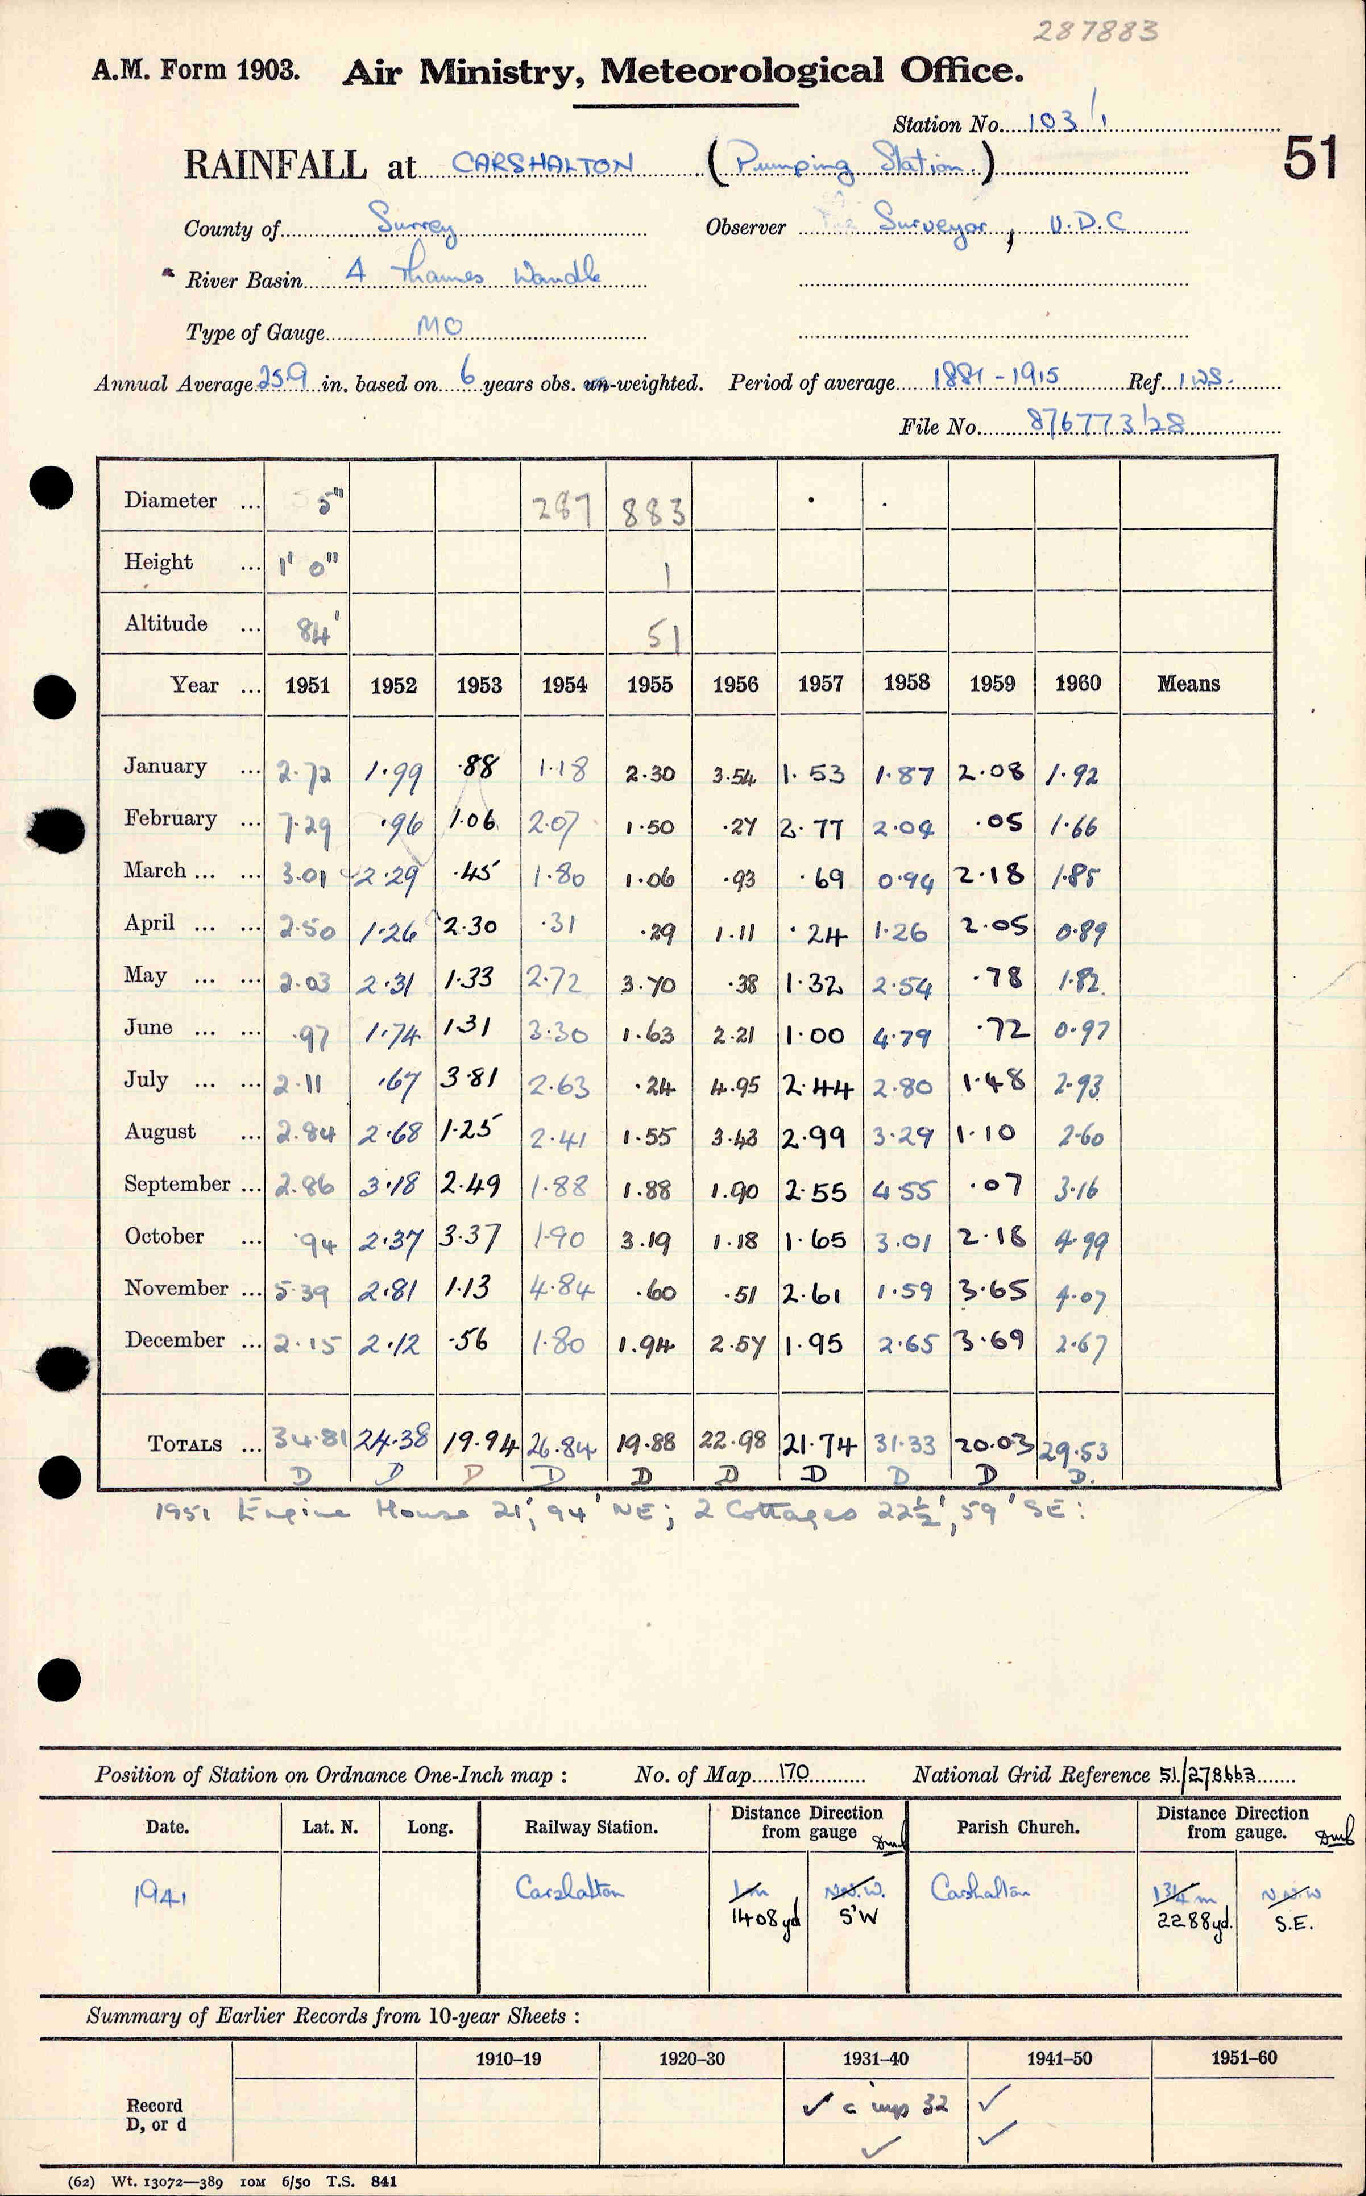 287883
A.M. Form 1903. Air Ministry, Meteorological Office.
Station No. 103/1
51
RAINFALL at CARSHALTON (Pumping Station.)
County of Surrey Observer The Surveyor, U.D.C
River Basin 4 Thames Wandle
Type of Gauge MO
Annual Average 25.9 in. based on 6 years obs. un-weighted. Period of average 1881-1915 Ref.
File No. 876773/28
Diameter ... 5" 287 883
Height ... 1' 0" 1
Altitude ... 84' 51
Year ... 1951 1952 1953 1954 1955 1956 1957 1958 1959 1960 Means
January ... 2.72 1.99 .88 1.18 2.30 3.54 1.53 1.87 2.08 1.92
February ... 7.29 .96 1.06 2.07 1.50 .27 2.77 2.04 .05 1.66
March ... ... 3.01 2.29 .45 1.80 1.06 .93 .69 0.94 2.18 1.85
April ... ... 2.50 1.26 2.30 .31 .29 1.11 .24 1.26 2.05 0.89
May ... ... 2.03 2.31 1.33 2.72 3.70 .38 1.32 2.54 .78 1.82
June ... ... .97 1.74 1.31 3.30 1.63 2.21 1.00 4.79 .72 0.97
July ... ... 2.11 .67 3.81 2.63 .24 4.95 2.44 2.80 1.48 2.93
August ... 2.84 2.68 1.25 2.41 1.55 3.43 2.99 3.29 1.10 2.60
September ... 2.86 3.18 2.49 1.88 1.88 1.90 2.55 4.55 .07 3.16
October ... .94 2.37 3.37 1.90 3.19 1.18 1.65 3.01 2.18 4.99
November ... 5.39 2.81 1.13 4.84 .60 .51 2.61 1.59 3.65 4.07
December ... 2.15 2.12 .56 1.80 1.94 2.57 1.95 2.65 3.69 2.67
TOTALS ... 34.81 24.38 19.94 26.84 19.88 22.98 21.74 31.33 20.03 29.53
D D D D D D D D D D.
1951 Engine House 21', 94' NE; 2 Cottages 22½', 59' SE:
Position of Station on Ordnance One-Inch map : No. of Map 170 National Grid Reference 51/278663
Date. Lat. N. Long. Railway Station. Distance Direction from gauge Parish Church. Distance Direction from gauge.
1941 Carshalton 1m N.N.W. Carshalton 1¾ m N N W
1408 yd S'W 2288 yd. S.E.
Summary of Earlier Records from 10-year Sheets :
1910–19 1920–30 1931–40 1941–50 1951–60
Record ✓ c imp 32 ✓
D, or d ✓ ✓
(62) Wt. 13072—389 10M 6/50 T.S. 841